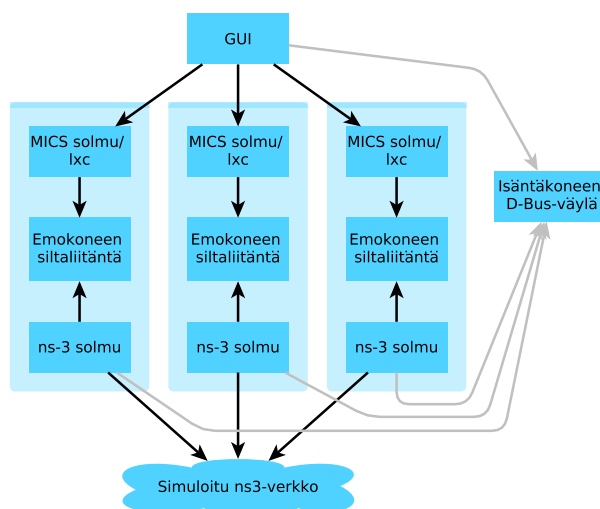 GUI
MICS solmu/
lxc
MICS solmu/
lxc
MICS solmu/
lxc
Isäntäkoneen
D-Bus-väylä
Emokoneen
siltaliitäntä
Emokoneen
siltaliitäntä
Emokoneen
siltaliitäntä
ns-3 solmu
ns-3 solmu
ns-3 solmu
Simuloitu ns3-verkko